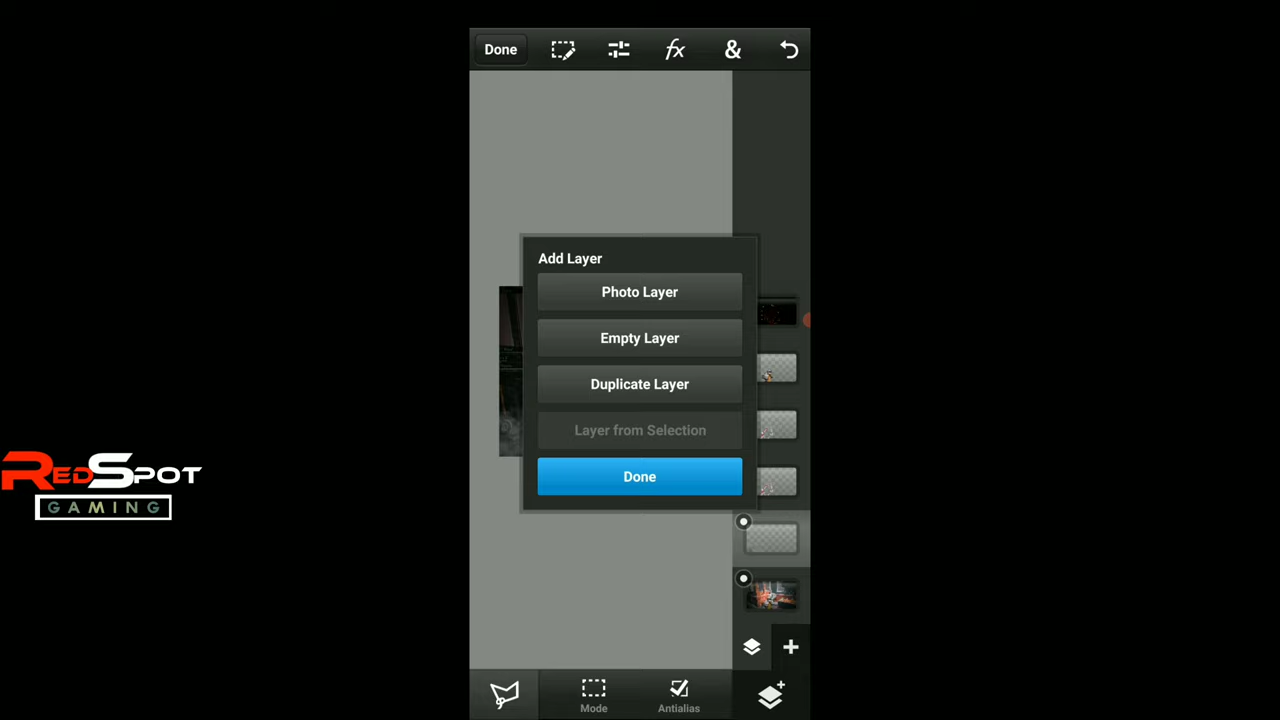 Done
fx
&
Add Layer
Photo Layer
Empty Layer
Duplicate Layer
Layer from Selection
Done
REDSPOT
GAMING
Mode
Antialias